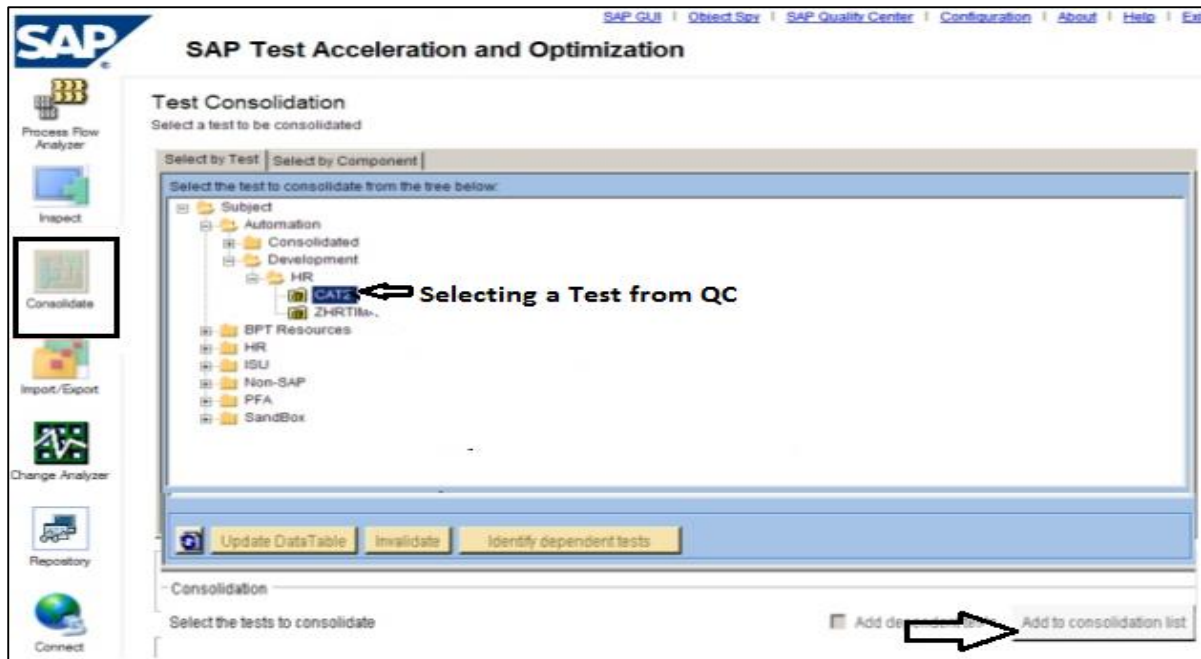 SAP GUI | Object Spy | SAP Quality Center | Configuration | About | Help |
SAP
SAP Test Acceleration and Optimization
Process Flow
Analyzer
Inspect
Consolidate
Import/Export
Change Analyzer
Repository
Connect
Test Consolidation
Select a test to be consolidated
Select by Test Select by Component
Select the test to consolidate from the tree below:
Subject
Automation
Consolidated
Development
HR
Selecting a Test from QC
BPT Resources
HR
ISU
Non-SAP
PFA
SandBox
Update DataTable Invalidate Identify dependent tests
Consolidation
Select the tests to consolidate
Add Add to consolidation list